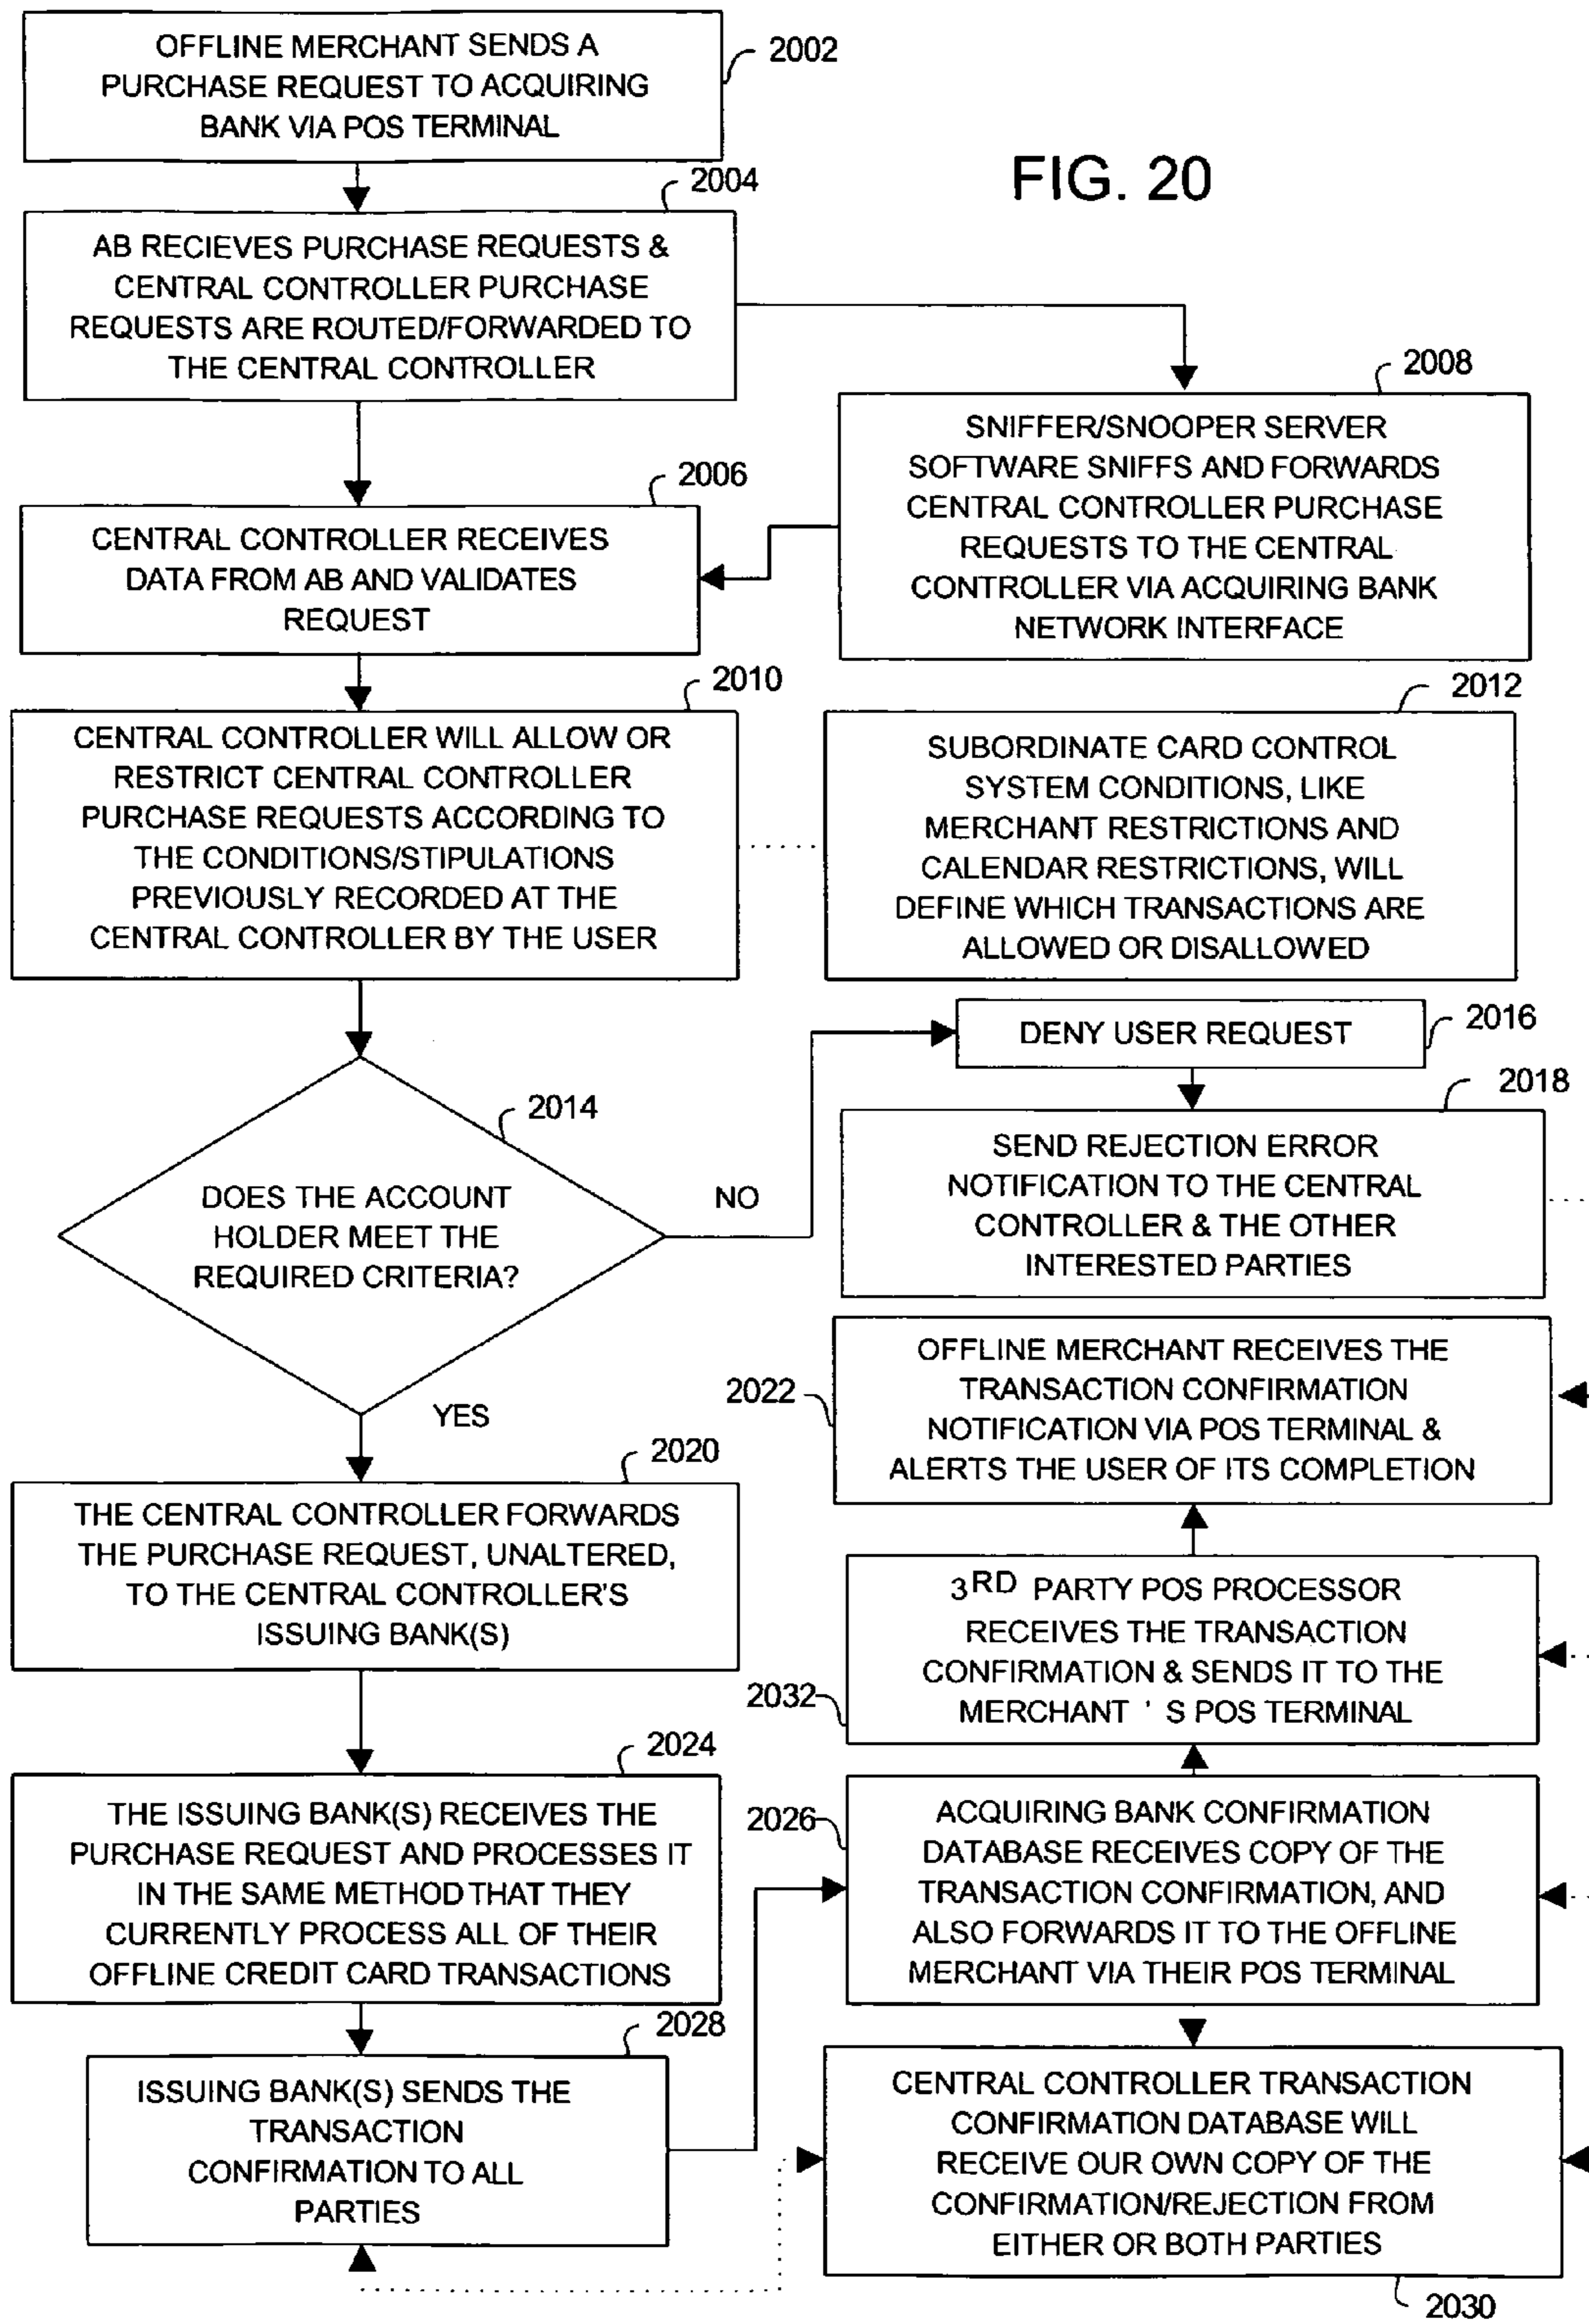 OFFLINE MERCHANT SENDS A
PURCHASE REQUEST TO ACQUIRING
BANK VIA POS TERMINAL
2002
FIG. 20
2004
AB RECIEVES PURCHASE REQUESTS &
CENTRAL CONTROLLER PURCHASE
REQUESTS ARE ROUTED/FORWARDED TO
THE CENTRAL CONTROLLER
2008
SNIFFER/SNOOPER SERVER
SOFTWARE SNIFFS AND FORWARDS
CENTRAL CONTROLLER PURCHASE
REQUESTS TO THE CENTRAL
CONTROLLER VIA ACQUIRING BANK
NETWORK INTERFACE
2006
CENTRAL CONTROLLER RECEIVES
DATA FROM AB AND VALIDATES
REQUEST
2010
CENTRAL CONTROLLER WILL ALLOW OR
RESTRICT CENTRAL CONTROLLER
PURCHASE REQUESTS ACCORDING TO
THE CONDITIONS/STIPULATIONS
PREVIOUSLY RECORDED AT THE
CENTRAL CONTROLLER BY THE USER
2012
SUBORDINATE CARD CONTROL
SYSTEM CONDITIONS, LIKE
MERCHANT RESTRICTIONS AND
CALENDAR RESTRICTIONS, WILL
DEFINE WHICH TRANSACTIONS ARE
ALLOWED OR DISALLOWED
2014
DOES THE ACCOUNT
HOLDER MEET THE
REQUIRED CRITERIA?
NO
YES
DENY USER REQUEST
2016
2018
SEND REJECTION ERROR
NOTIFICATION TO THE CENTRAL
CONTROLLER & THE OTHER
INTERESTED PARTIES
2022
OFFLINE MERCHANT RECEIVES THE
TRANSACTION CONFIRMATION
NOTIFICATION VIA POS TERMINAL &
ALERTS THE USER OF ITS COMPLETION
2020
THE CENTRAL CONTROLLER FORWARDS
THE PURCHASE REQUEST, UNALTERED,
TO THE CENTRAL CONTROLLER'S
ISSUING BANK(S)
2032
3RD PARTY POS PROCESSOR
RECEIVES THE TRANSACTION
CONFIRMATION & SENDS IT TO THE
MERCHANT ' S POS TERMINAL
2024
THE ISSUING BANK(S) RECEIVES THE
PURCHASE REQUEST AND PROCESSES IT
IN THE SAME METHOD THAT THEY
CURRENTLY PROCESS ALL OF THEIR
OFFLINE CREDIT CARD TRANSACTIONS
2026
ACQUIRING BANK CONFIRMATION
DATABASE RECEIVES COPY OF THE
TRANSACTION CONFIRMATION, AND
ALSO FORWARDS IT TO THE OFFLINE
MERCHANT VIA THEIR POS TERMINAL
2028
ISSUING BANK(S) SENDS THE
TRANSACTION
CONFIRMATION TO ALL
PARTIES
CENTRAL CONTROLLER TRANSACTION
CONFIRMATION DATABASE WILL
RECEIVE OUR OWN COPY OF THE
CONFIRMATION/REJECTION FROM
EITHER OR BOTH PARTIES
2030